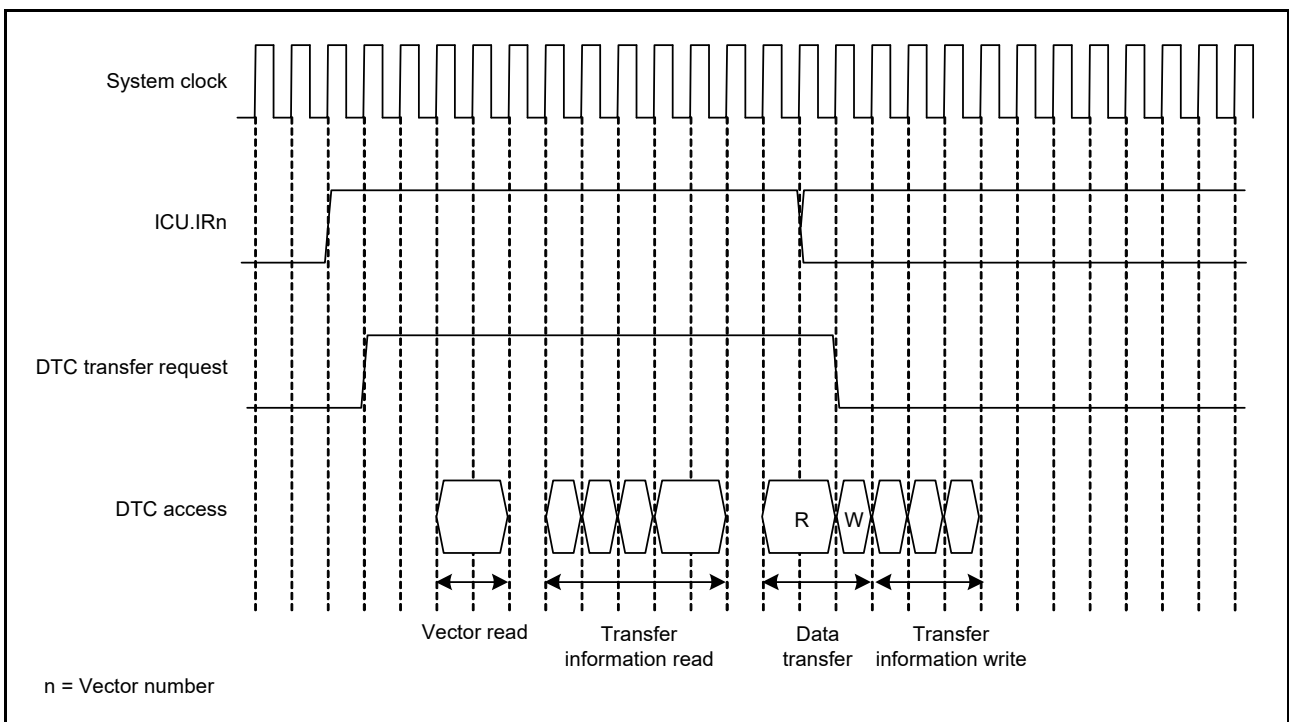 System clock
ICU.IRn
DTC transfer request
DTC access
R
W
Vector read
Transfer
information read
Data
transfer
Transfer
information write
n = Vector number